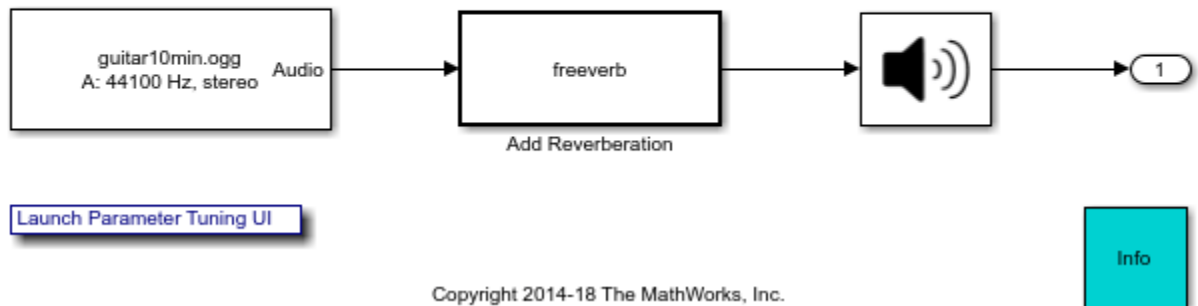 guitar10min.ogg
A: 44100 Hz, stereo
Audio
freeverb
1
Add Reverberation
Launch Parameter Tuning UI
Info
Copyright 2014-18 The MathWorks, Inc.